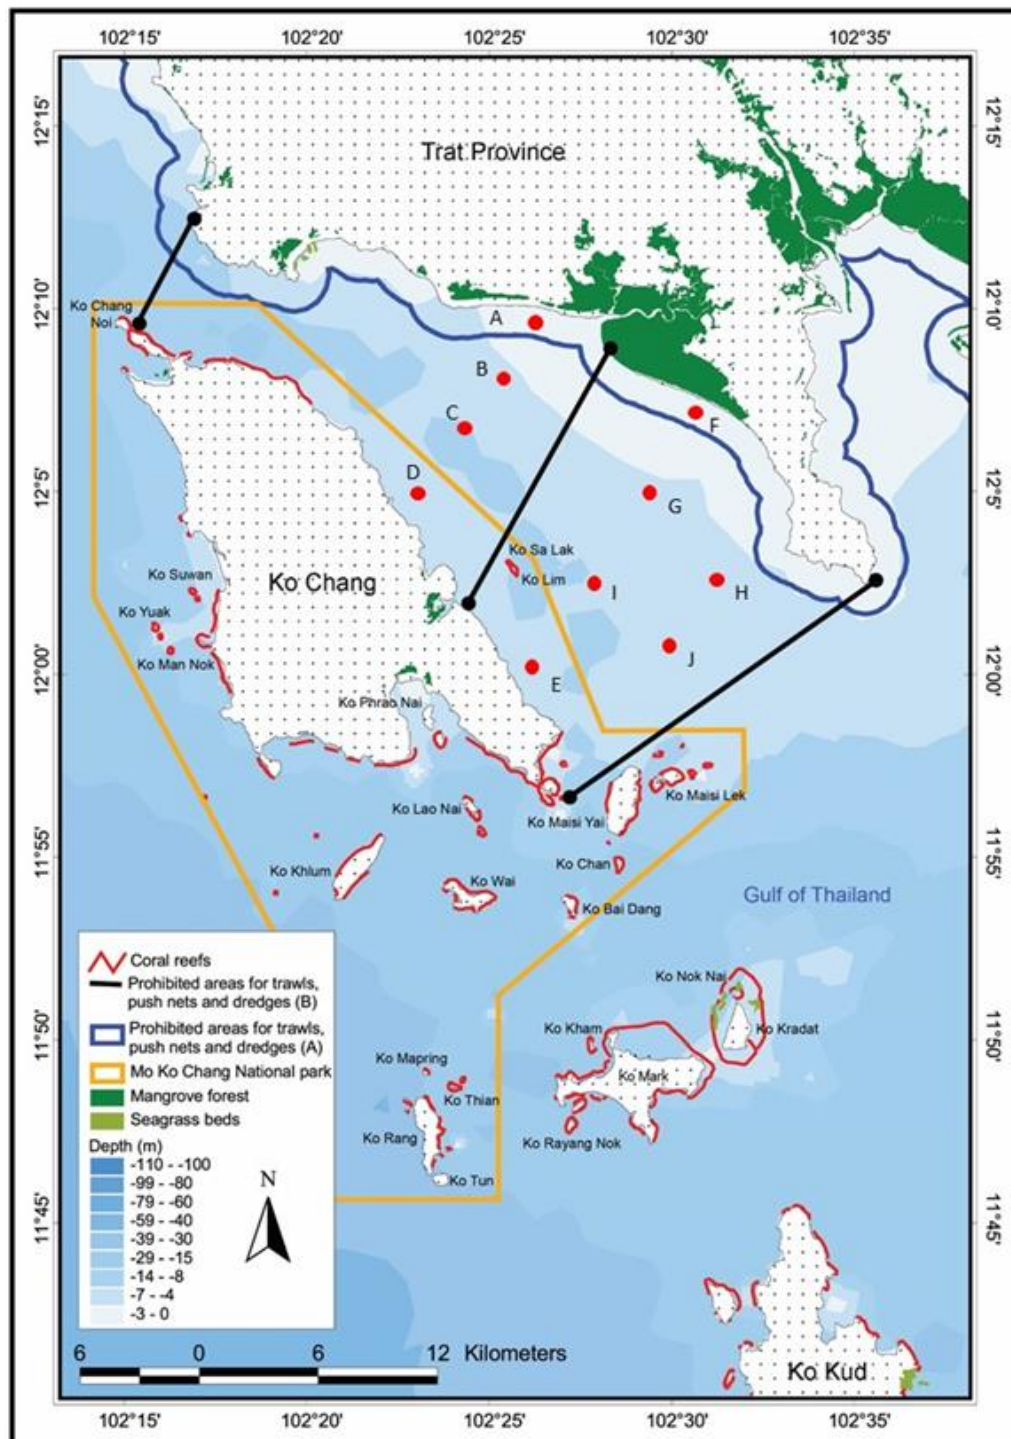 102°15' 102°20' 102°25' 102°30' 102°35'
12°15' 12°15'
Trat Province
12°10' 12°10'
Ko Chang
Noi
A
B
C
F
D
12°5' 12°5'
G
Ko Sa Lak
Ko Chang
Ko Lim
I
H
Ko Suwan
Ko Yuak
J
Ko Man Nok
12°00' 12°00'
E
Ko Phrao Nai
Ko Maisi Lek
Ko Lao Nai
Ko Maisi Yai
11°55' 11°55'
Ko Chan
Ko Khlum
Ko Wai
Gulf of Thailand
Ko Bai Dang
Coral reefs
Prohibited areas for trawls,
push nets and dredges (B)
Prohibited areas for trawls,
push nets and dredges (A)
Mo Ko Chang National park
Mangrove forest
Seagrass beds
Depth (m)
-110 - -100
-99 - -80
-79 - -60
-59 - -40
-39 - -30
-29 - -15
-14 - -8
-7 - -4
-3 - 0
N
Ko Nok Nai
Ko Kradat
Ko Kham
11°50' 11°50'
Ko Mapring
Ko Mark
Ko Thian
Ko Rang
Ko Rayang Nok
Ko Tun
11°45' 11°45'
6 0 6 12 Kilometers
Ko Kud
102°15' 102°20' 102°25' 102°30' 102°35'